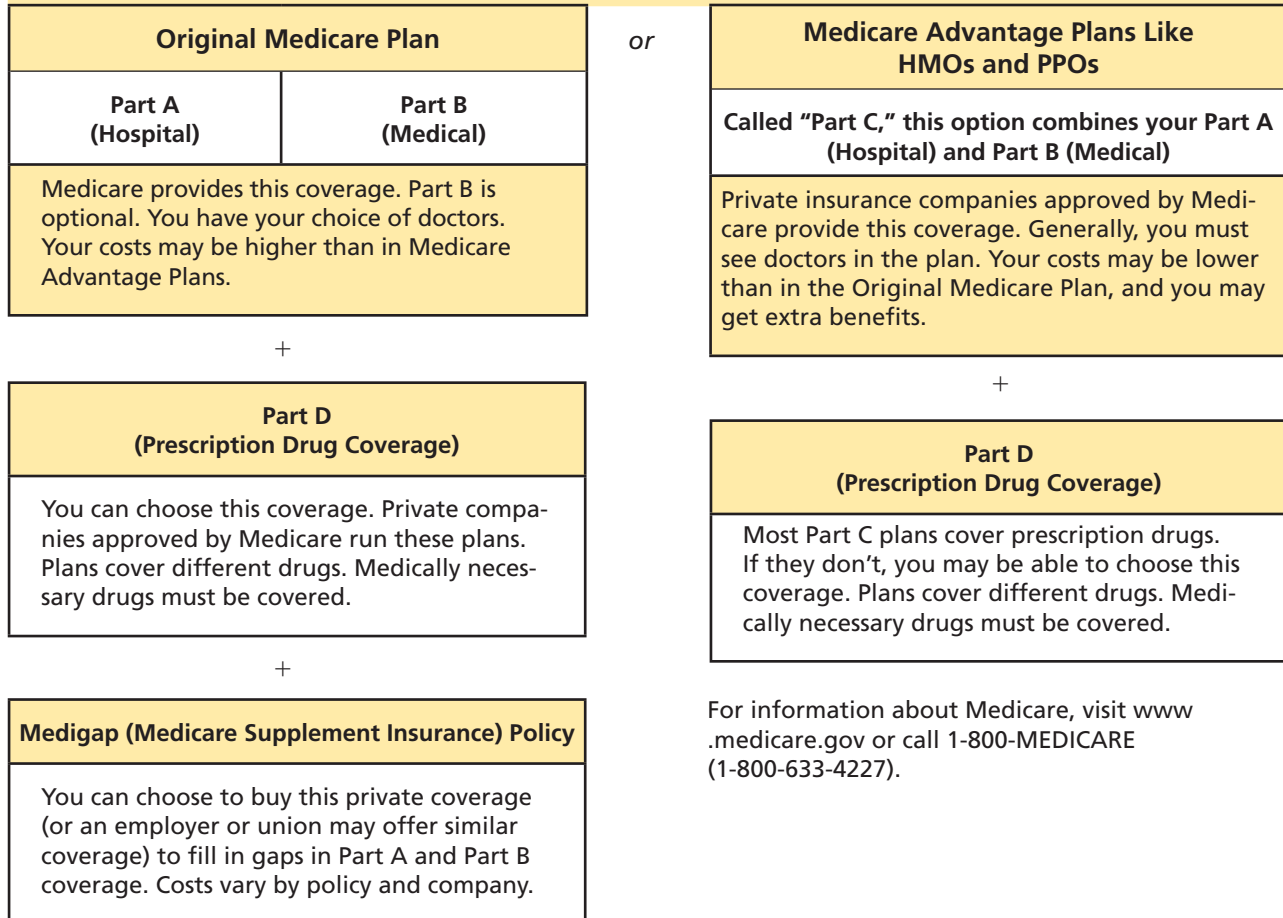 Original Medicare Plan
Part A
(Hospital)
Part B
(Medical)
Medicare provides this coverage. Part B is
optional. You have your choice of doctors.
Your costs may be higher than in Medicare
Advantage Plans.
+
Part D
(Prescription Drug Coverage)
You can choose this coverage. Private compa-
nies approved by Medicare run these plans.
Plans cover different drugs. Medically neces-
sary drugs must be covered.
+
Medigap (Medicare Supplement Insurance) Policy
You can choose to buy this private coverage
(or an employer or union may offer similar
coverage) to fill in gaps in Part A and Part B
coverage. Costs vary by policy and company.
or
Medicare Advantage Plans Like
HMOs and PPOs
Called “Part C,” this option combines your Part A
(Hospital) and Part B (Medical)
Private insurance companies approved by Medi-
care provide this coverage. Generally, you must
see doctors in the plan. Your costs may be lower
than in the Original Medicare Plan, and you may
get extra benefits.
+
Part D
(Prescription Drug Coverage)
Most Part C plans cover prescription drugs.
If they don’t, you may be able to choose this
coverage. Plans cover different drugs. Medi-
cally necessary drugs must be covered.
For information about Medicare, visit www
.medicare.gov or call 1-800-MEDICARE
(1-800-633-4227).